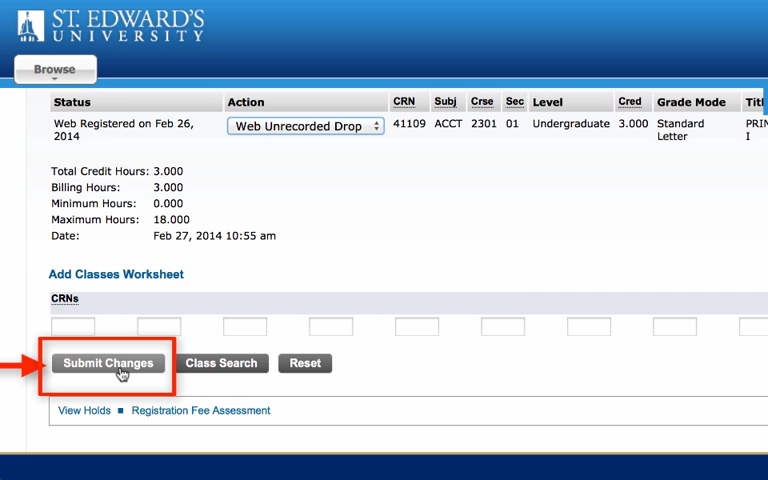 ST. EDWARD'S
UNIVERSITY
Browse
Status Action CRN Subj Crse Sec Level Cred Grade Mode
Web Registered on Feb 26, 2014 Web Unrecorded Drop 41109 ACCT 2301 01 Undergraduate 3.000 Standard Letter I
Total Credit Hours: 3.000
Billing Hours: 3.000
Minimum Hours: 0.000
Maximum Hours: 18.000
Date: Feb 27, 2014 10:55 am
Add Classes Worksheet
CRNs
Submit Changes Class Search Reset
View Holds Registration Fee Assessment